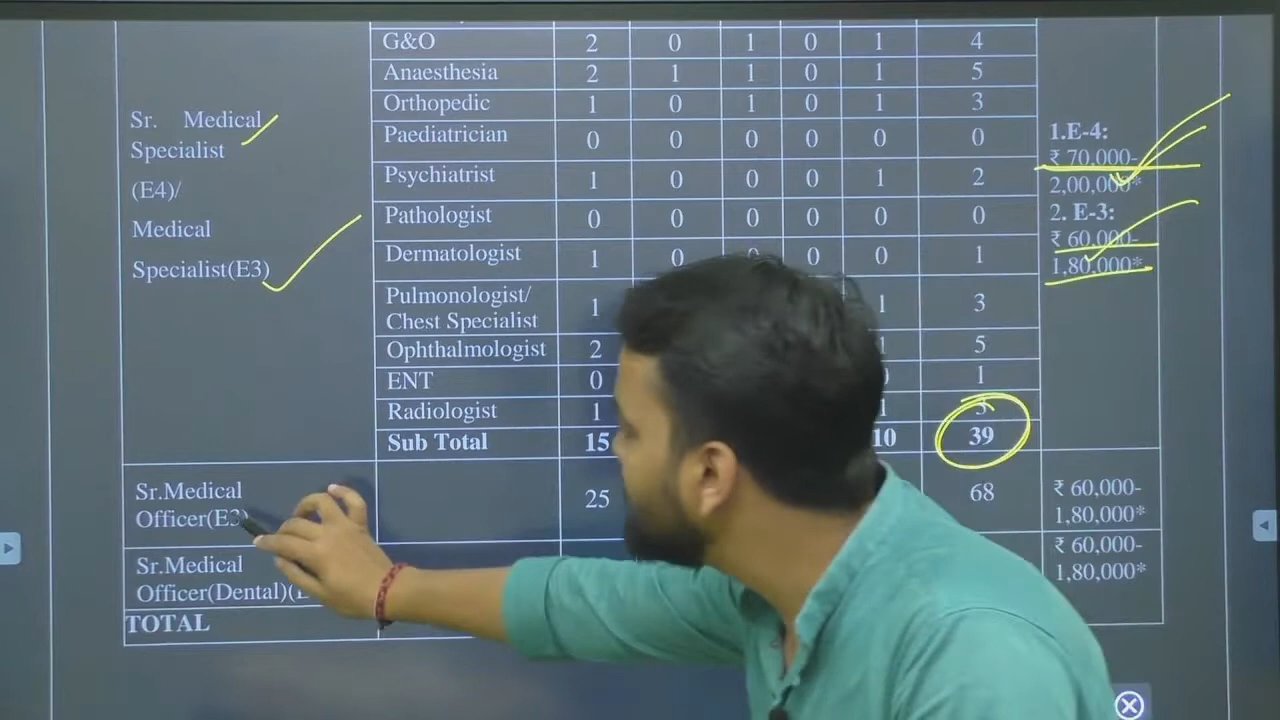 G&O 2 0 1 0 1 4
Anaesthesia 2 1 1 0 1 5
Orthopedic 1 0 1 0 1 3
Paediatrician 0 0 0 0 0 0
Psychiatrist 1 0 0 0 1 2
Pathologist 0 0 0 0 0 0
Dermatologist 1 0 0 0 1
Pulmonologist/
Chest Specialist 1 1 3
Ophthalmologist 2 5
ENT 0 1
Radiologist 1 1
Sub Total 15 10 39
Sr. Medical
Specialist
(E4)/
Medical
Specialist(E3)
1.E-4:
₹ 70,000-
2,00,000*
2. E-3:
₹ 60,000-
1,80,000*
Sr.Medical
Officer(E3)
25 68
₹ 60,000-
1,80,000*
Sr.Medical
Officer(Dental)
₹ 60,000-
1,80,000*
TOTAL